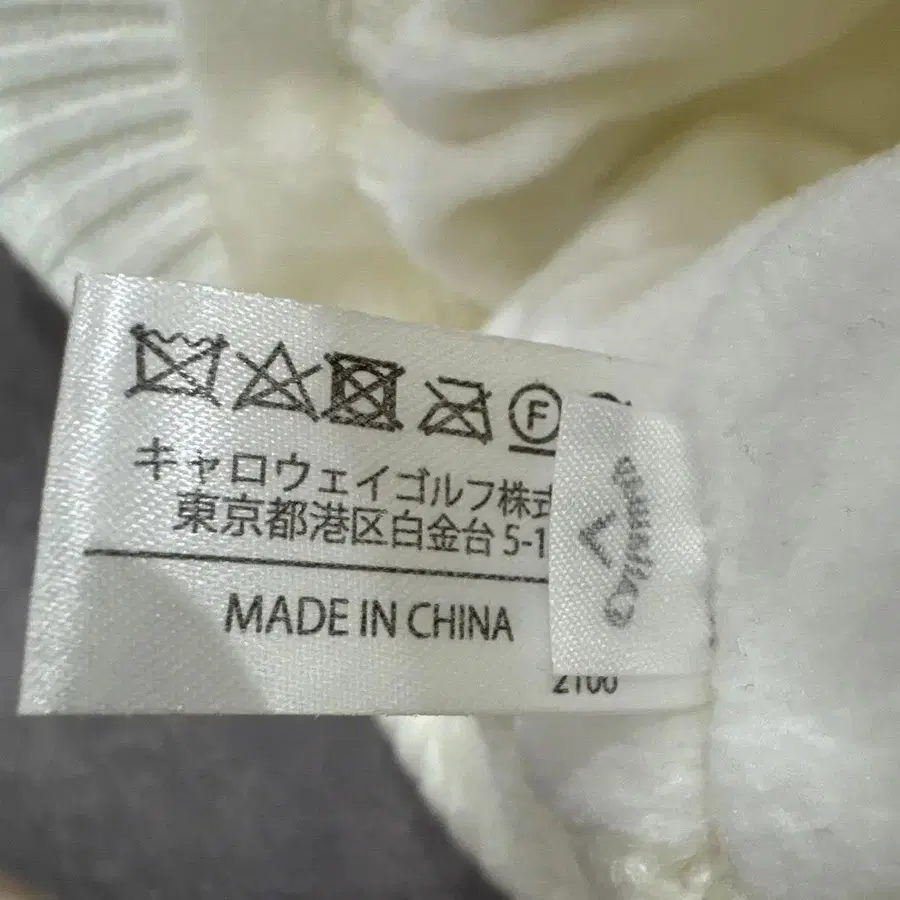 F
キャロウェイゴルフ株式
東京都港区白金台 5-1
MADE IN CHINA
2100
Callaway